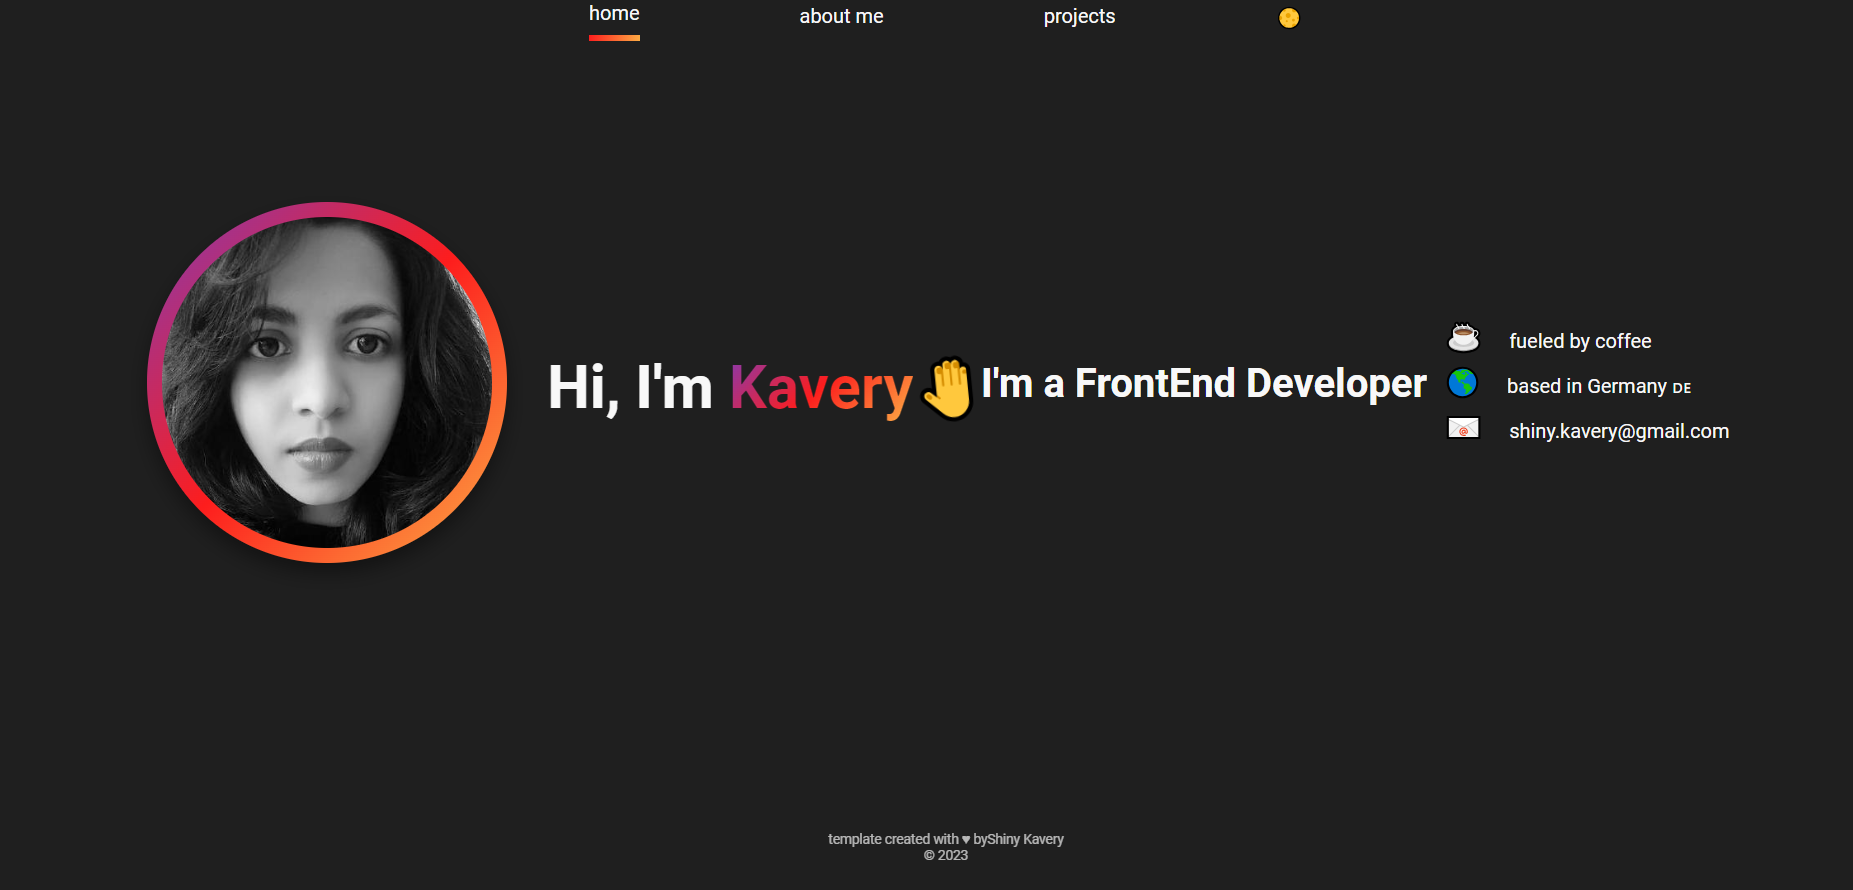 home about me projects
Hi, I'm Kavery🤚 I'm a FrontEnd Developer
☕ fueled by coffee
🌎 based in Germany 🇩🇪
📧 shiny.kavery@gmail.com
template created with ♥ byShiny Kavery
© 2023